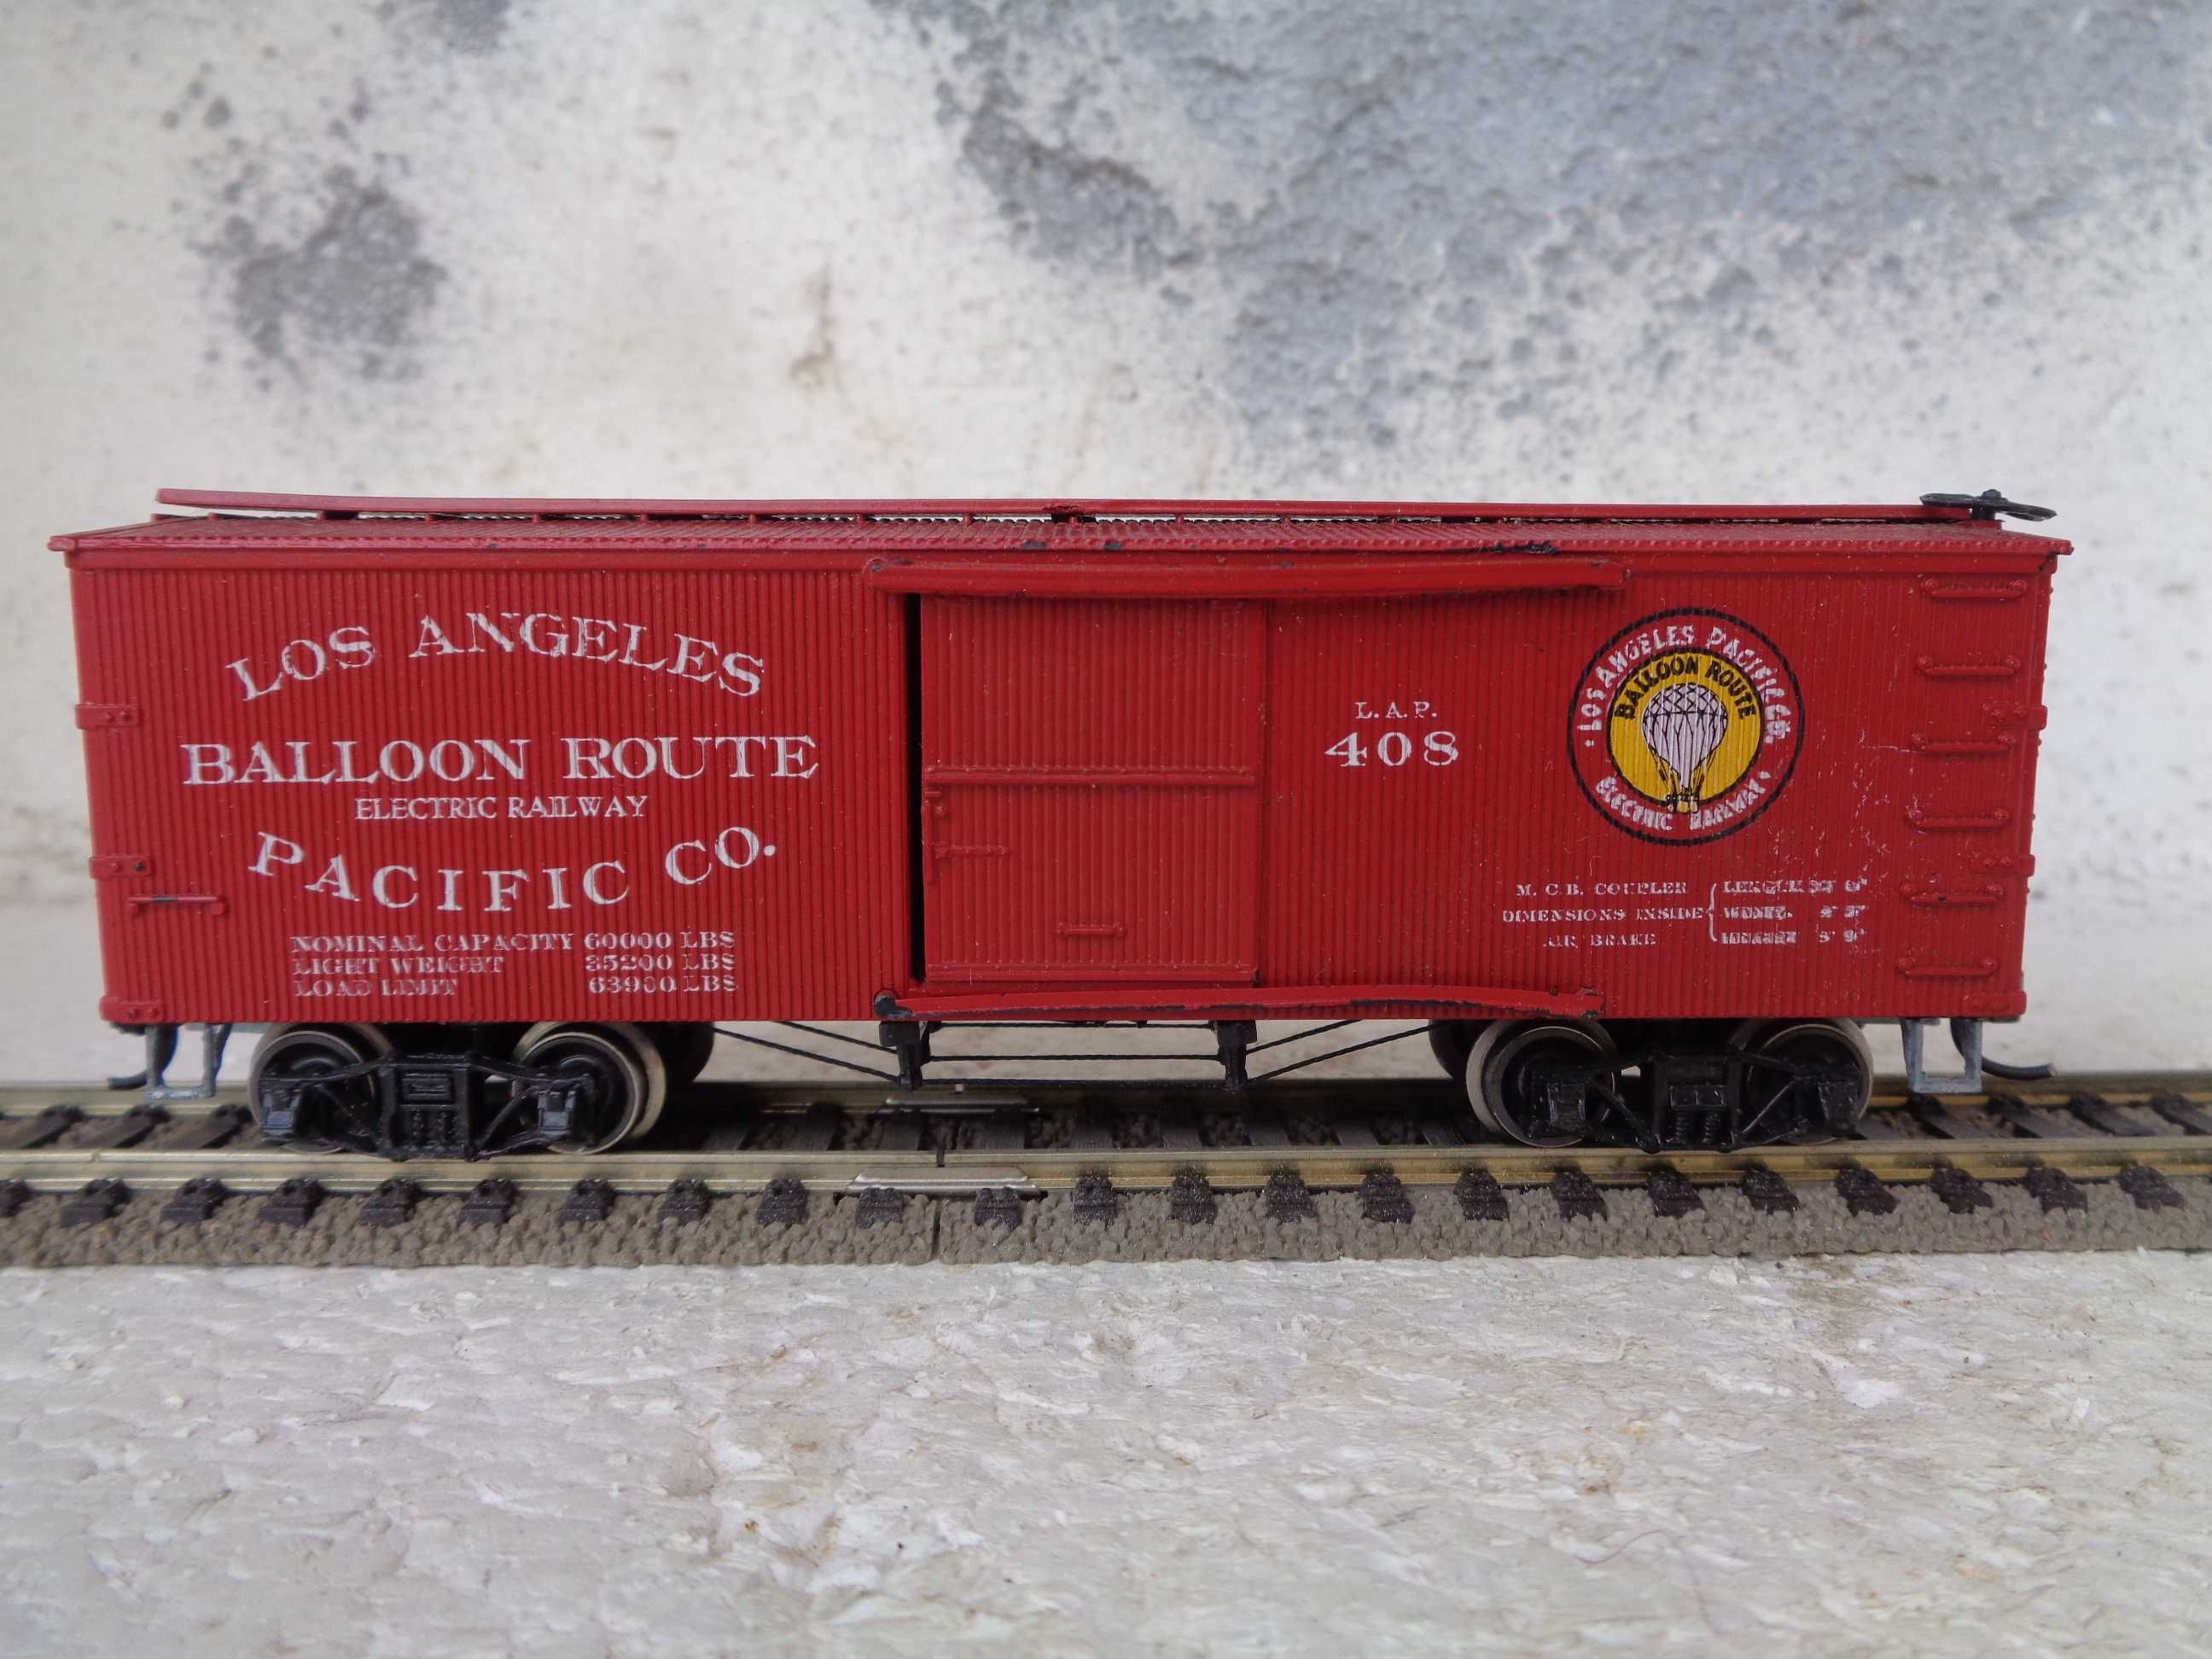 LOS ANGELES
BALLOON ROUTE
ELECTRIC RAILWAY
PACIFIC CO.
NOMINAL CAPACITY 60000 LBS
LIGHT WEIGHT 35200 LBS
LOAD LIMIT 63900 LBS
L.A.P.
408
LOS ANGELES PACIFIC CO.
BALLOON ROUTE
ELECTRIC RAILWAY
M. C. B. COUPLER
DIMENSIONS INSIDE
AIR BRAKE